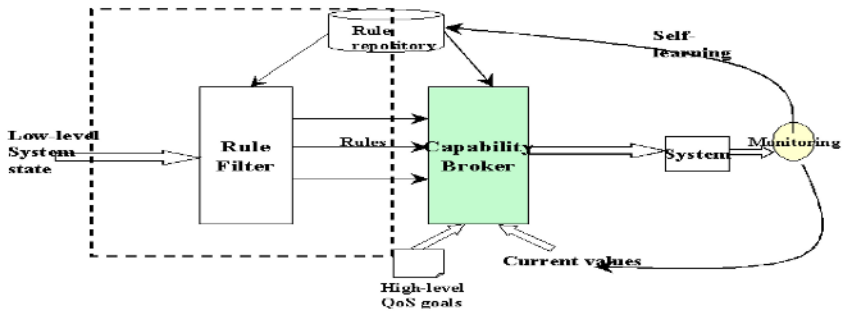 Rule
repolitory
Self-
learning
Low-level
System
state
Rule
Filter
Rules
Capability
Broker
System
Monitoring
Current values
High-level
QoS goals